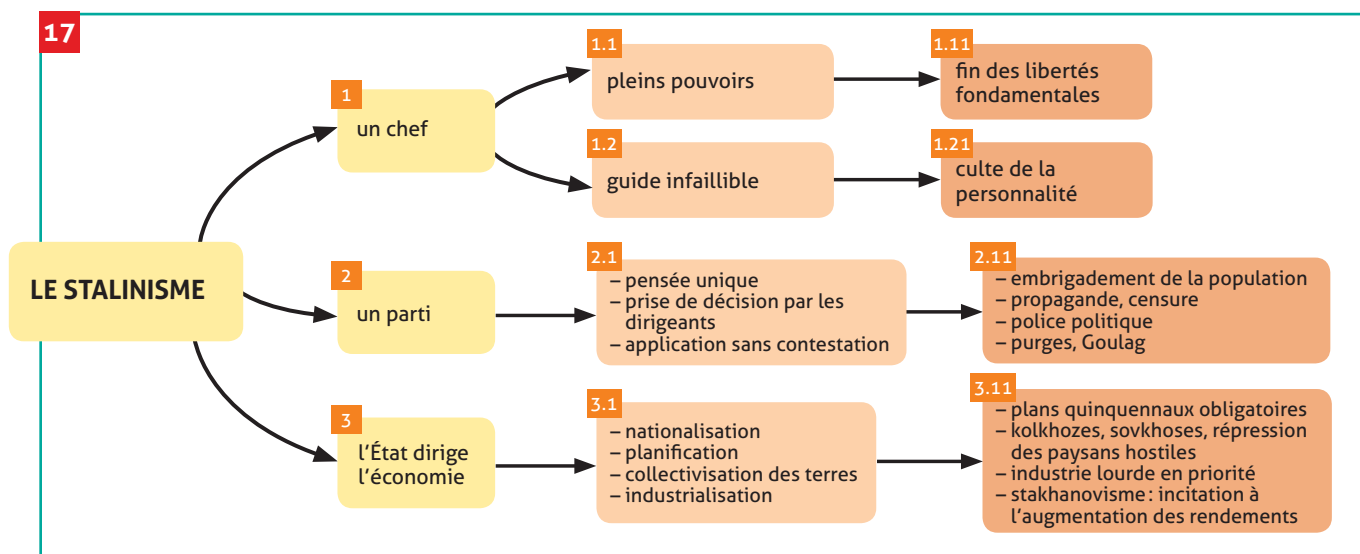 17
LE STALINISME
1
un chef
1.1
pleins pouvoirs
1.11
fin des libertés
fondamentales
1.2
guide infaillible
1.21
culte de la
personnalité
2
un parti
2.1
– pensée unique
– prise de décision par les
dirigeants
– application sans contestation
2.11
– embrigadement de la population
– propagande, censure
– police politique
– purges, Goulag
3
l’État dirige
l’économie
3.1
– nationalisation
– planification
– collectivisation des terres
– industrialisation
3.11
– plans quinquennaux obligatoires
– kolkhozes, sovkhoses, répression
des paysans hostiles
– industrie lourde en priorité
– stakhanovisme : incitation à
l’augmentation des rendements